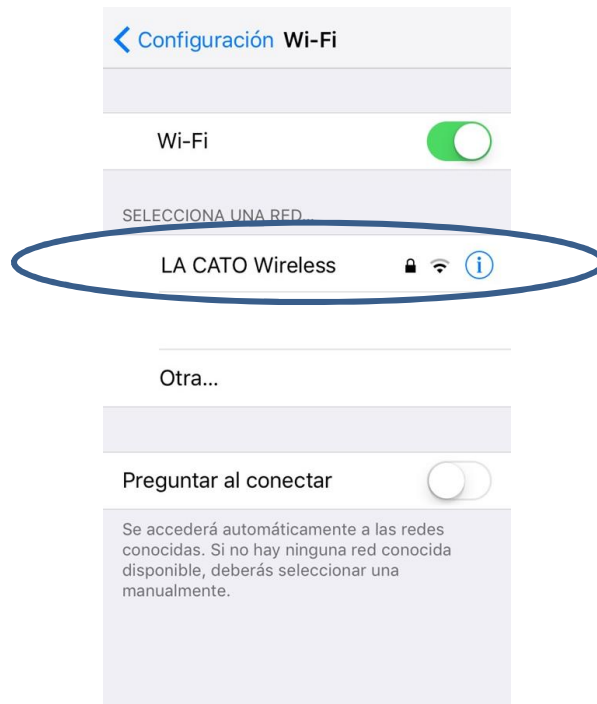 Configuración Wi-Fi
Wi-Fi
SELECCIONA UNA RED...
LA CATO Wireless
Otra...
Preguntar al conectar
Se accederá automáticamente a las redes
conocidas. Si no hay ninguna red conocida
disponible, deberás seleccionar una
manualmente.